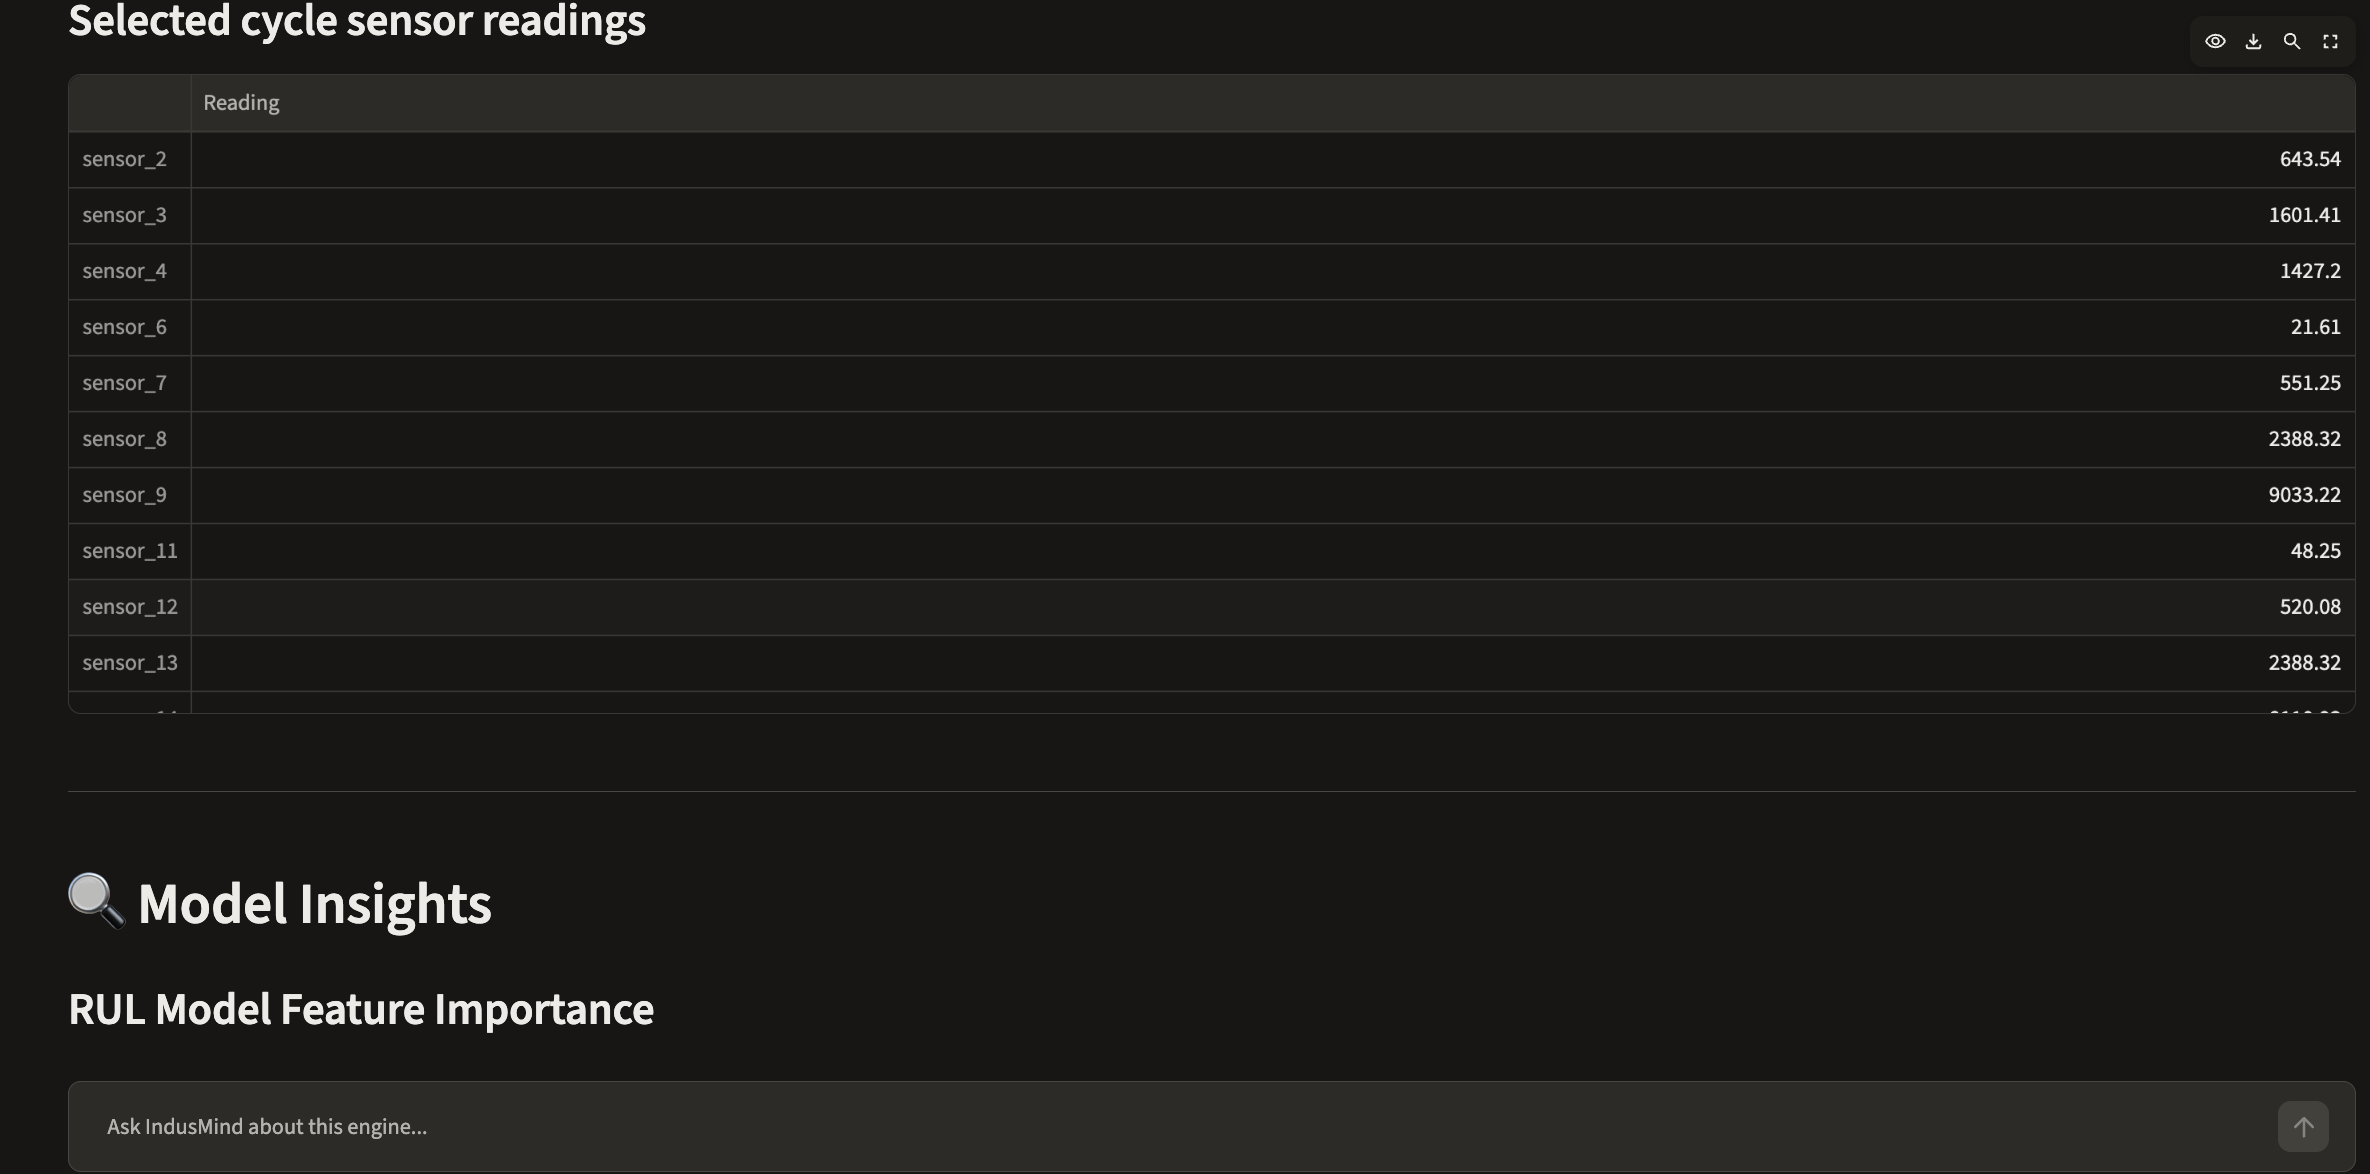 Selected cycle sensor readings
Reading
sensor_2 643.54
sensor_3 1601.41
sensor_4 1427.2
sensor_6 21.61
sensor_7 551.25
sensor_8 2388.32
sensor_9 9033.22
sensor_11 48.25
sensor_12 520.08
sensor_13 2388.32
Model Insights
RUL Model Feature Importance
Ask IndusMind about this engine...